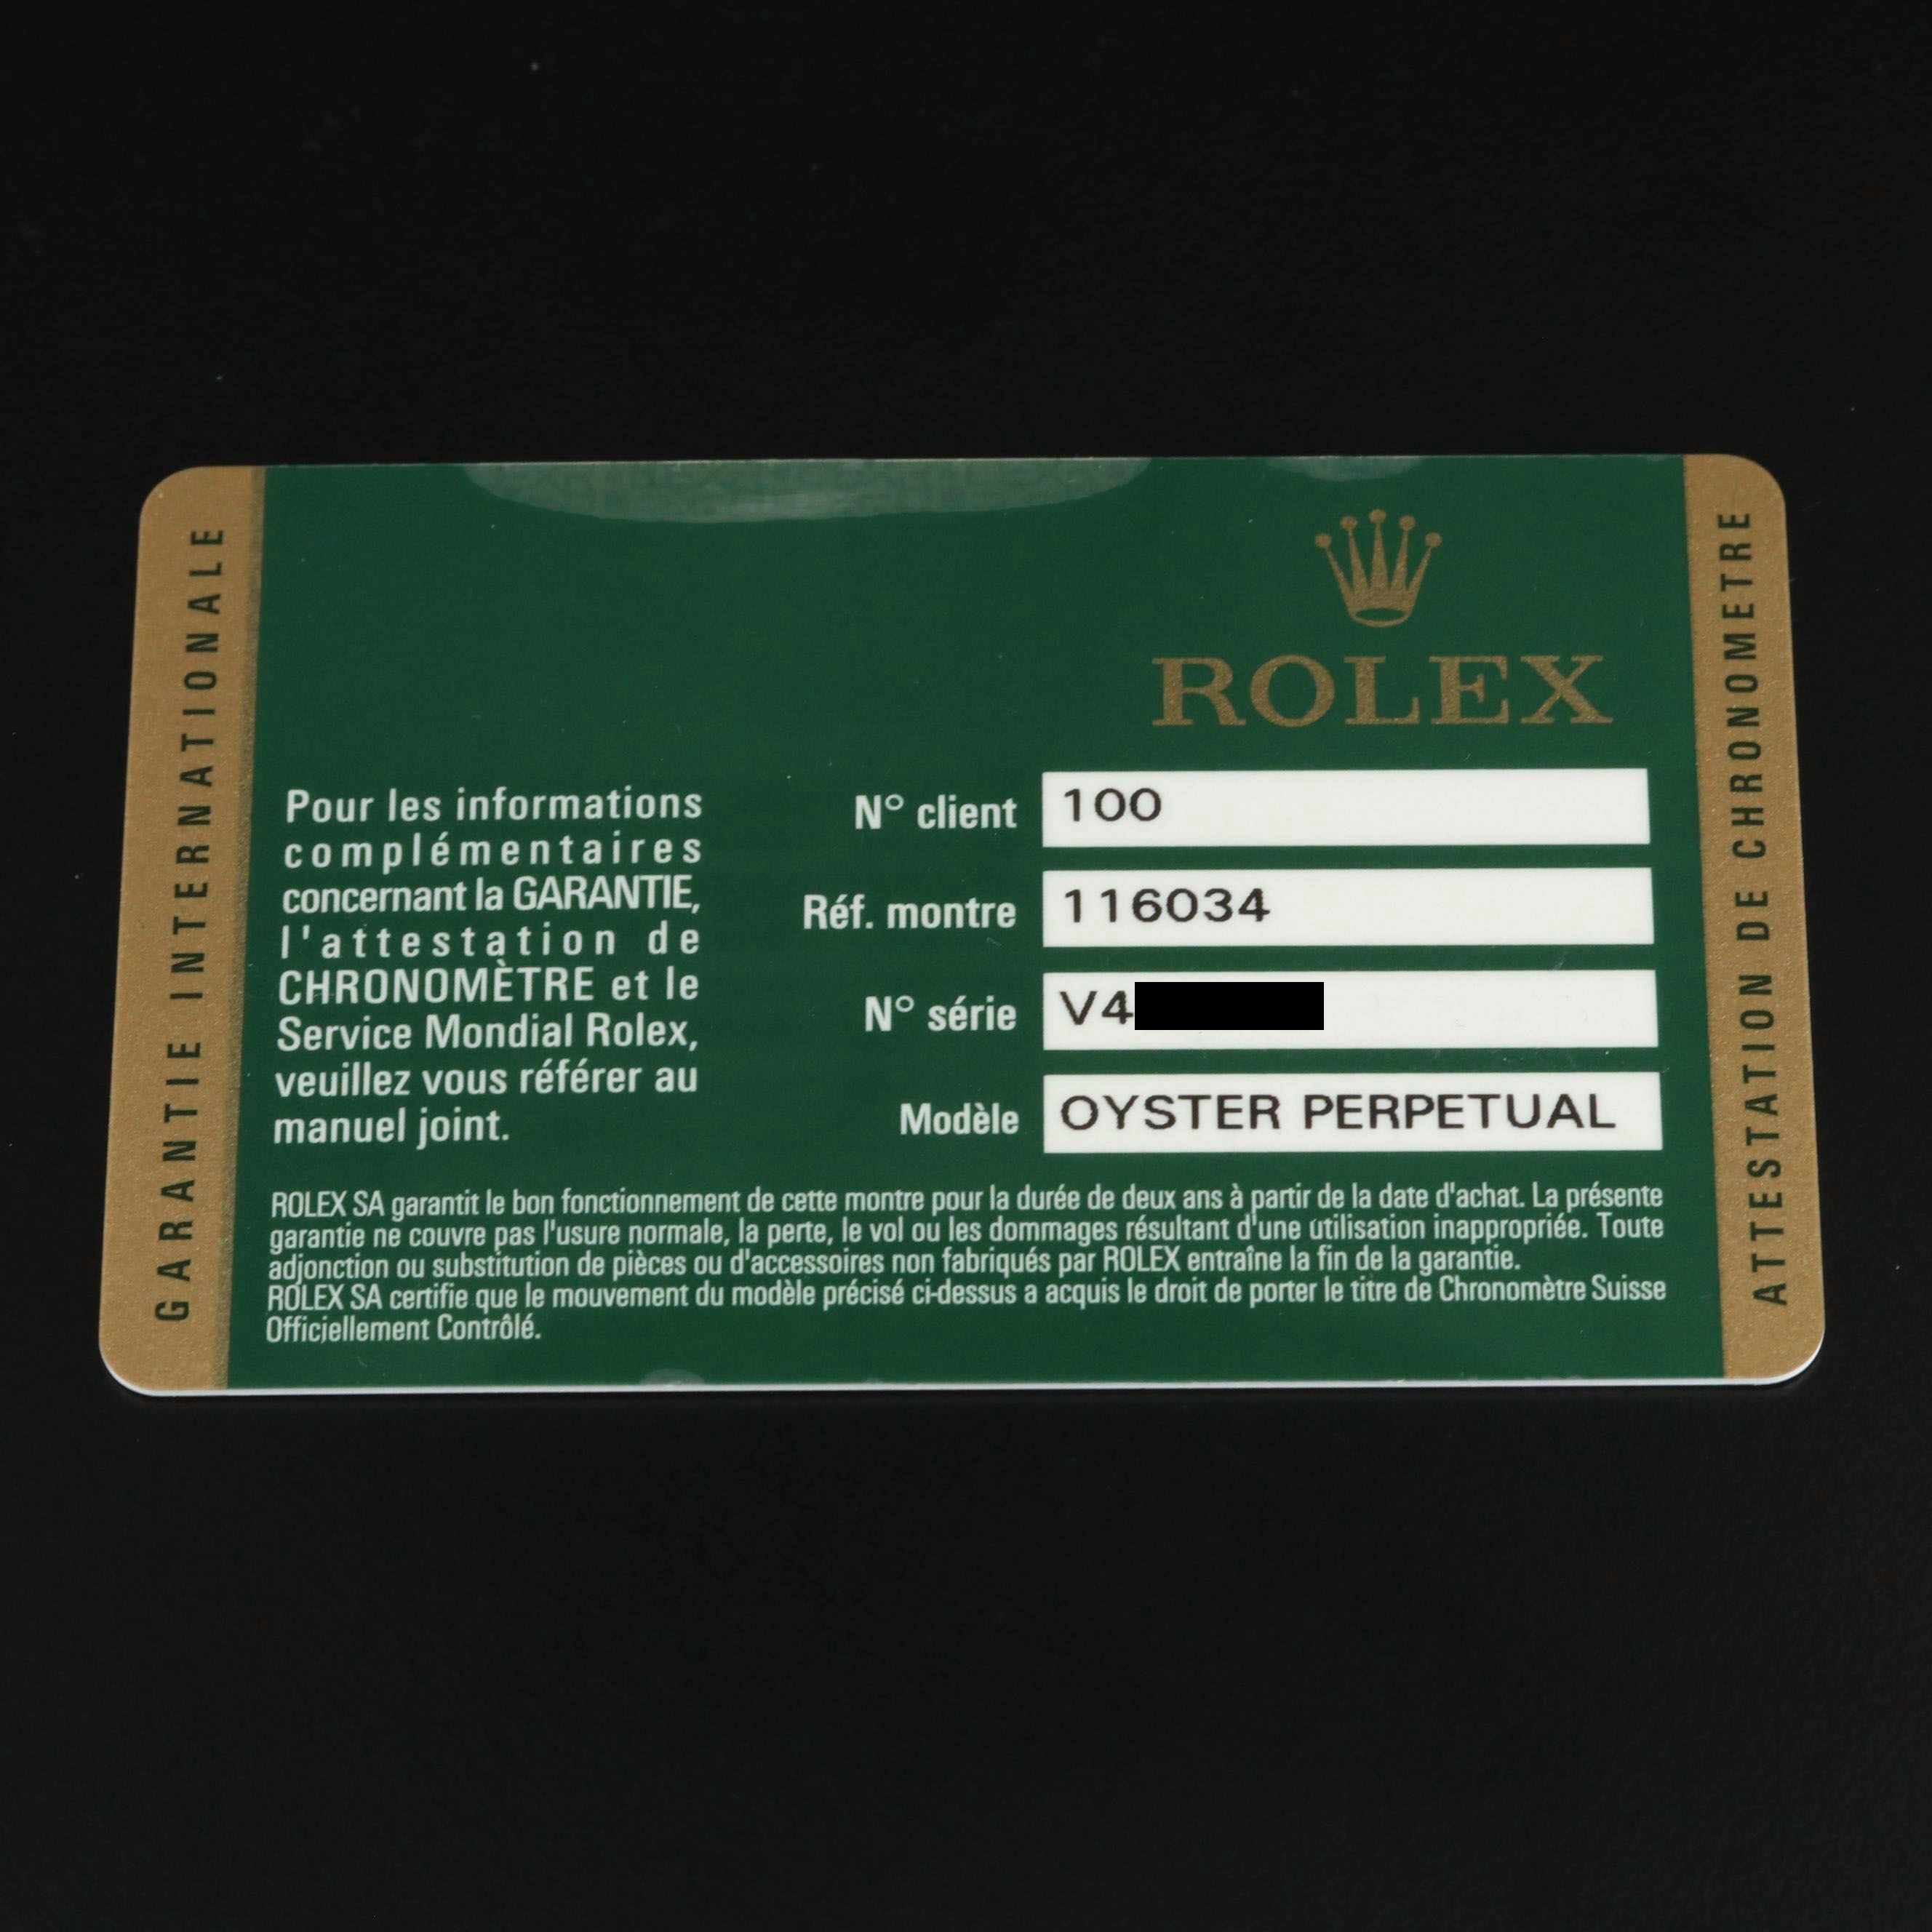 GARANTIE INTERNATIONALE
ROLEX
Pour les informations
complémentaires
concernant la GARANTIE,
l'attestation de
CHRONOMÈTRE et le
Service Mondial Rolex,
veuillez vous référer au
manuel joint.
N° client 100
Réf. montre 116034
N° série V4
Modèle OYSTER PERPETUAL
ROLEX SA garantit le bon fonctionnement de cette montre pour la durée de deux ans à partir de la date d'achat. La présente
garantie ne couvre pas l'usure normale, la perte, le vol ou les dommages résultant d'une utilisation inappropriée. Toute
adjonction ou substitution de pièces ou d'accessoires non fabriqués par ROLEX entraîne la fin de la garantie.
ROLEX SA certifie que le mouvement du modèle précisé ci-dessus a acquis le droit de porter le titre de Chronomètre Suisse
Officiellement Contrôlé.
ATTESTATION DE CHRONOMETRE